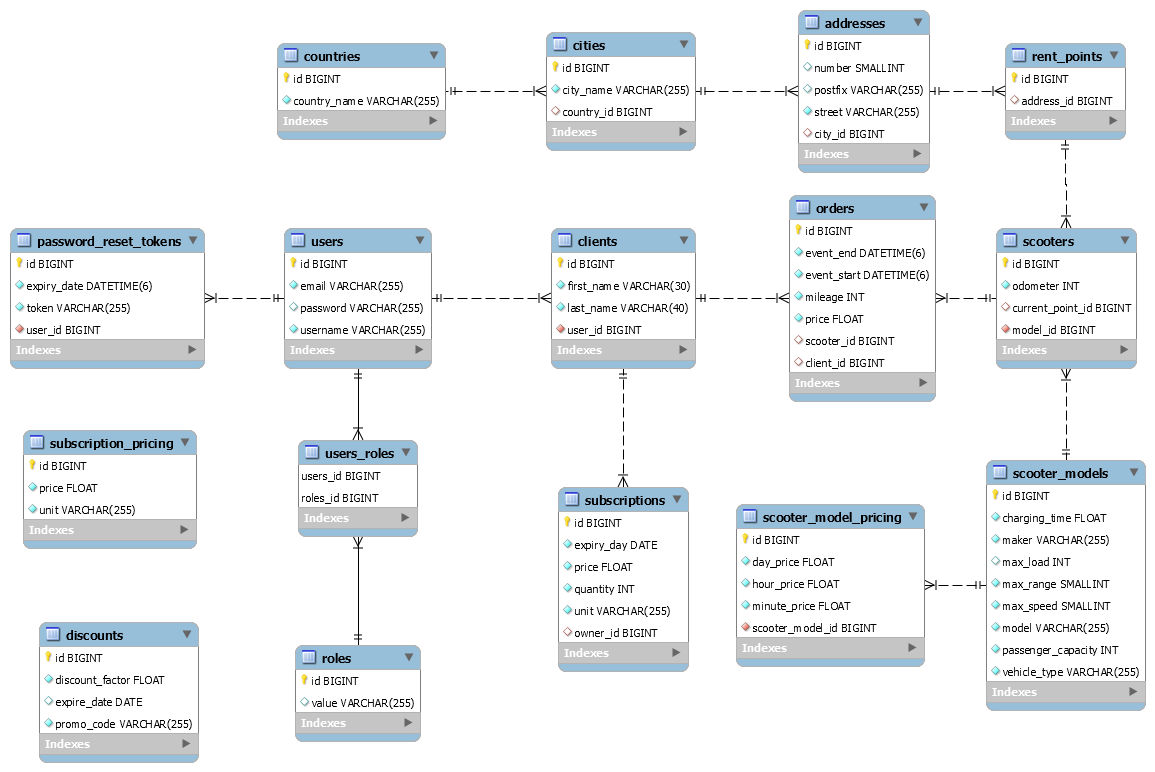 countries
id BIGINT
country_name VARCHAR(255)
Indexes
cities
id BIGINT
city_name VARCHAR(255)
country_id BIGINT
Indexes
addresses
id BIGINT
number SMALLINT
postfix VARCHAR(255)
street VARCHAR(255)
city_id BIGINT
Indexes
rent_points
id BIGINT
address_id BIGINT
Indexes
password_reset_tokens
id BIGINT
expiry_date DATETIME(6)
token VARCHAR(255)
user_id BIGINT
Indexes
users
id BIGINT
email VARCHAR(255)
password VARCHAR(255)
username VARCHAR(255)
Indexes
clients
id BIGINT
first_name VARCHAR(30)
last_name VARCHAR(40)
user_id BIGINT
Indexes
orders
id BIGINT
event_end DATETIME(6)
event_start DATETIME(6)
mileage INT
price FLOAT
scooter_id BIGINT
client_id BIGINT
Indexes
scooters
id BIGINT
odometer INT
current_point_id BIGINT
model_id BIGINT
Indexes
subscription_pricing
id BIGINT
price FLOAT
unit VARCHAR(255)
Indexes
users_roles
users_id BIGINT
roles_id BIGINT
Indexes
subscriptions
id BIGINT
expiry_day DATE
price FLOAT
quantity INT
unit VARCHAR(255)
owner_id BIGINT
Indexes
scooter_model_pricing
id BIGINT
day_price FLOAT
hour_price FLOAT
minute_price FLOAT
scooter_model_id BIGINT
Indexes
scooter_models
id BIGINT
charging_time FLOAT
maker VARCHAR(255)
max_load INT
max_range SMALLINT
max_speed SMALLINT
model VARCHAR(255)
passenger_capacity INT
vehicle_type VARCHAR(255)
Indexes
discounts
id BIGINT
discount_factor FLOAT
expire_date DATE
promo_code VARCHAR(255)
Indexes
roles
id BIGINT
value VARCHAR(255)
Indexes